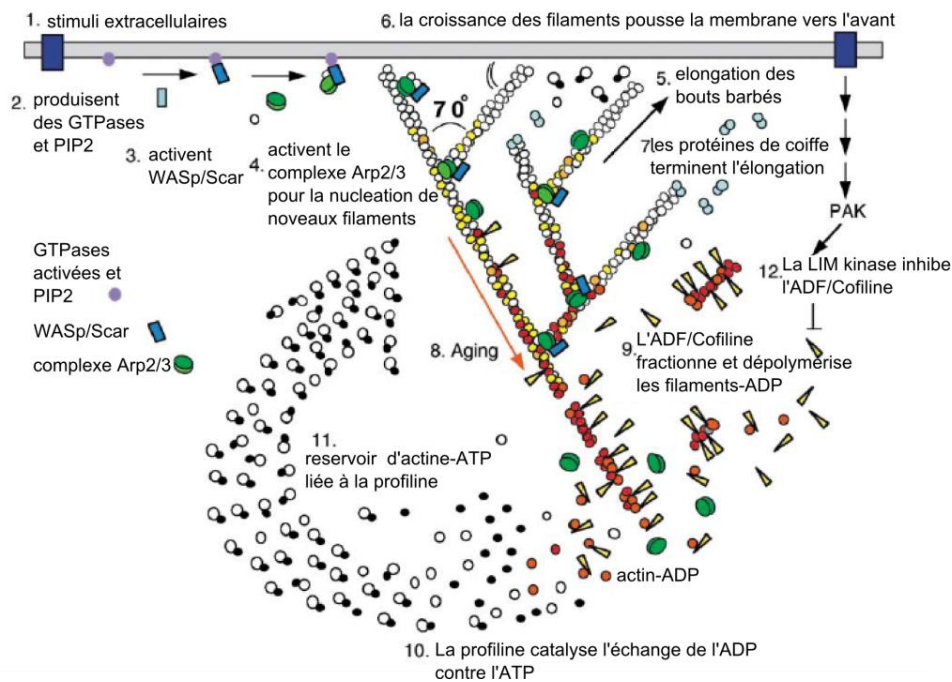 1. stimuli extracellulaires
2. produisent
des GTPases
et PIP2
3. activent
WASp/Scar
4. activent le
complexe Arp2/3
pour la nucleation de
noveaux filaments
70°
6. la croissance des filaments pousse la membrane vers l'avant
5. elongation des
bouts barbés
7. les protéines de coiffe
terminent l'élongation
PAK
12. La LIM kinase inhibe
l'ADF/Cofiline
GTPases
activées et
PIP2
WASp/Scar
complexe Arp2/3
8. Aging
9. L'ADF/Cofiline
fractionne et dépolymérise
les filaments-ADP
11.
reservoir d'actine-ATP
liée à la profiline
actin-ADP
10. La profiline catalyse l'échange de l'ADP
contre l'ATP